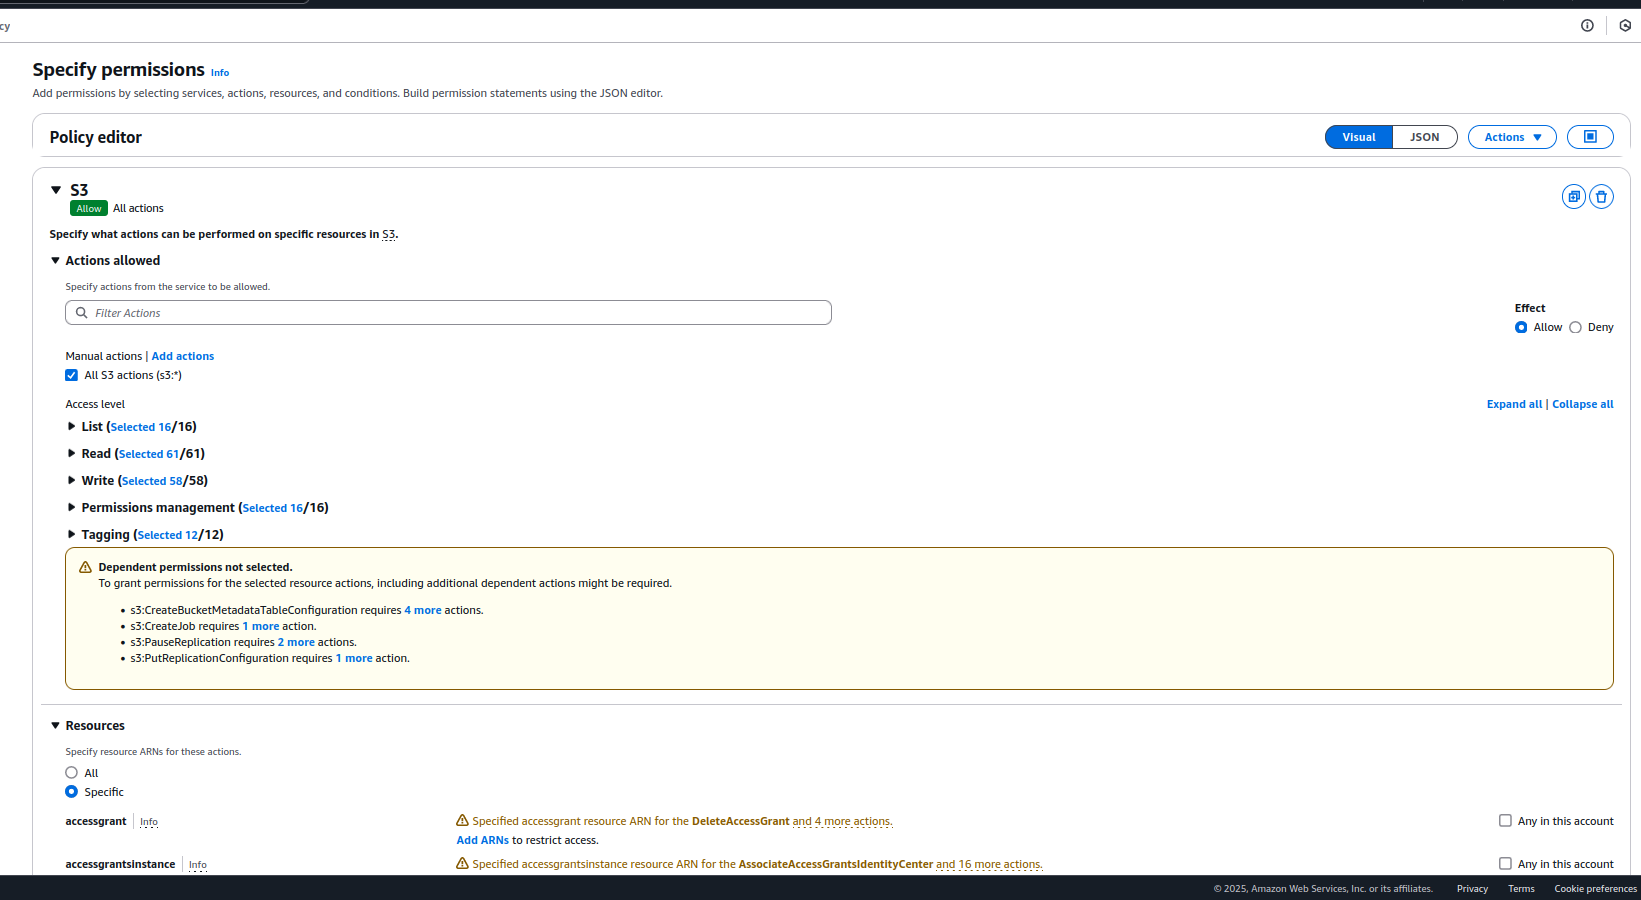 cy
Specify permissions Info
Add permissions by selecting services, actions, resources, and conditions. Build permission statements using the JSON editor.
Policy editor
Visual
JSON
Actions
S3
Allow All actions
Specify what actions can be performed on specific resources in S3.
Actions allowed
Specify actions from the service to be allowed.
Filter Actions
Effect
Allow
Deny
Manual actions | Add actions
All S3 actions (s3:*)
Access level
Expand all | Collapse all
List (Selected 16/16)
Read (Selected 61/61)
Write (Selected 58/58)
Permissions management (Selected 16/16)
Tagging (Selected 12/12)
Dependent permissions not selected.
To grant permissions for the selected resource actions, including additional dependent actions might be required.
• s3:CreateBucketMetadataTableConfiguration requires 4 more actions.
• s3:CreateJob requires 1 more action.
• s3:PauseReplication requires 2 more actions.
• s3:PutReplicationConfiguration requires 1 more action.
Resources
Specify resource ARNs for these actions.
All
Specific
accessgrant | Info
Specified accessgrant resource ARN for the DeleteAccessGrant and 4 more actions.
Any in this account
Add ARNs to restrict access.
accessgrantsinstance | Info
Specified accessgrantsinstance resource ARN for the AssociateAccessGrantsIdentityCenter and 16 more actions.
Any in this account
© 2025, Amazon Web Services, Inc. or its affiliates.
Privacy
Terms
Cookie preferences